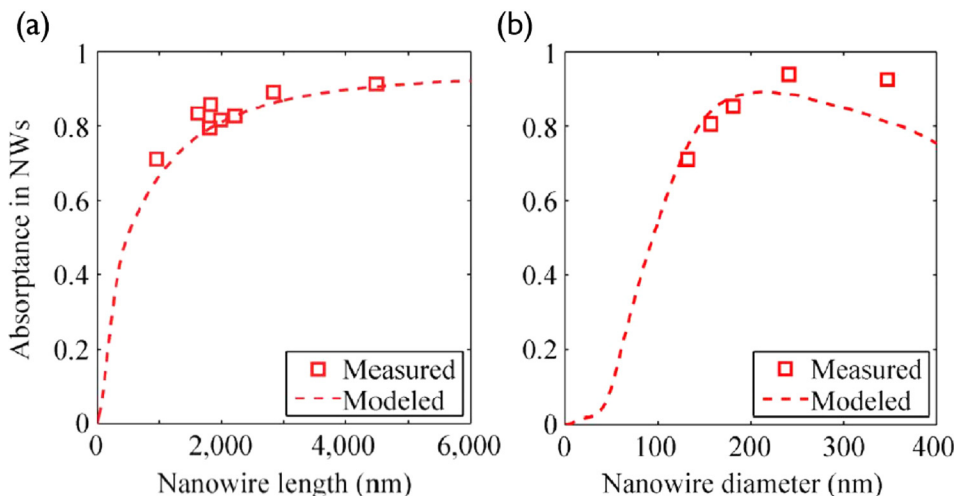 (a)
Absorptance in NWs
1
0.8
0.6
0.4
0.2
0
0
2,000
4,000
6,000
Nanowire length (nm)
Measured
Modeled
(b)
1
0.8
0.6
0.4
0.2
0
0
100
200
300
400
Nanowire diameter (nm)
Measured
Modeled